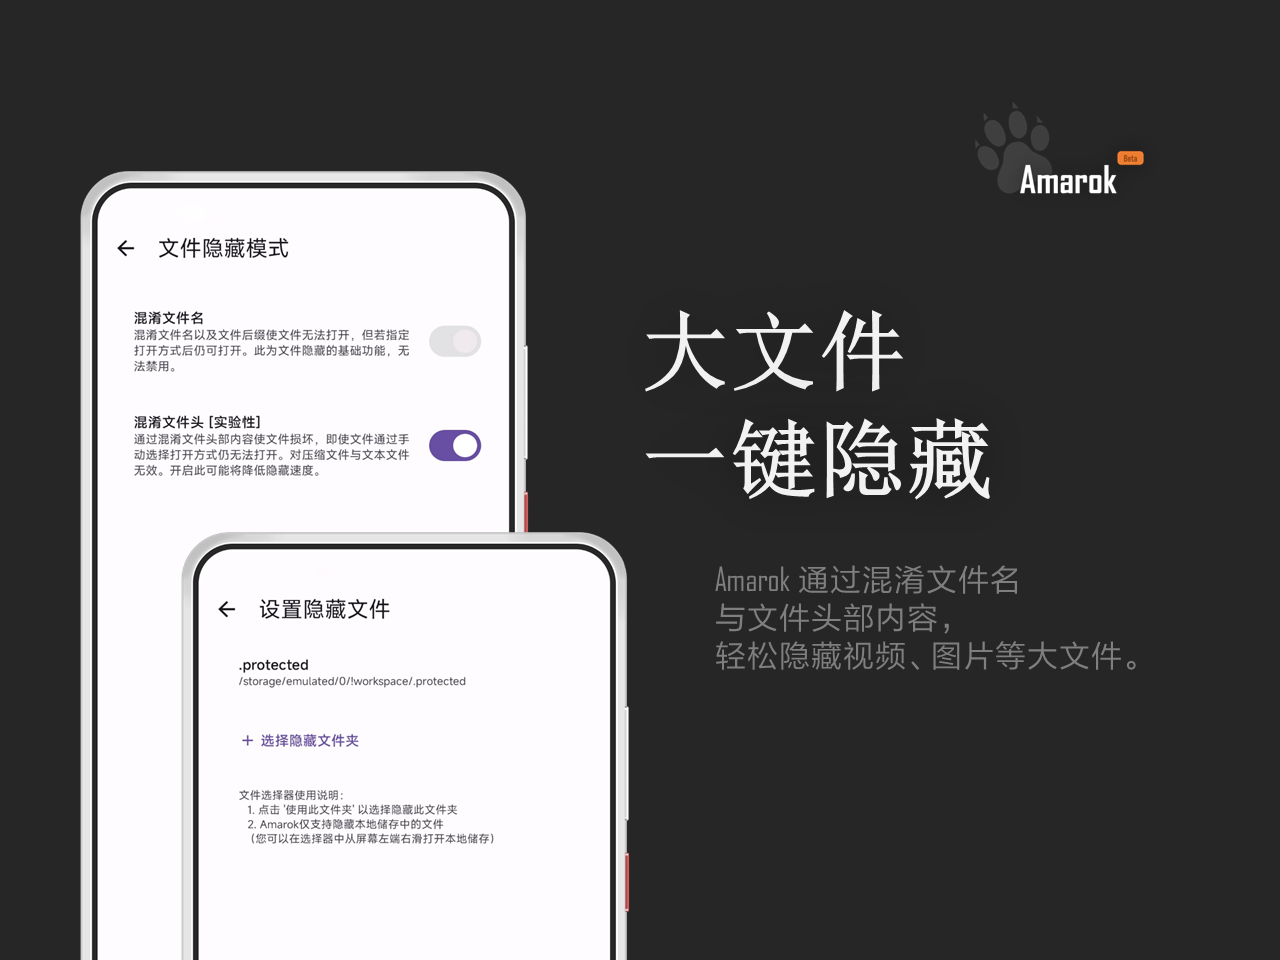 Amarok
Beta
文件隐藏模式
混淆文件名
混淆文件名以及文件后缀使文件无法打开，但若指定
打开方式后仍可打开。此为文件隐藏的基础功能，无
法禁用。
混淆文件头 [实验性]
通过混淆文件头部内容使文件损坏，即使文件通过手
动选择打开方式仍无法打开。对压缩文件与文本文件
无效。开启此可能将降低隐藏速度。
设置隐藏文件
.protected
/storage/emulated/0/!workspace/.protected
+ 选择隐藏文件夹
文件选择器使用说明：
1. 点击 '使用此文件夹' 以选择隐藏此文件夹
2. Amarok仅支持隐藏本地储存中的文件
（您可以在选择器中从屏幕左端右滑打开本地储存）
大文件
一键隐藏
Amarok 通过混淆文件名
与文件头部内容，
轻松隐藏视频、图片等大文件。